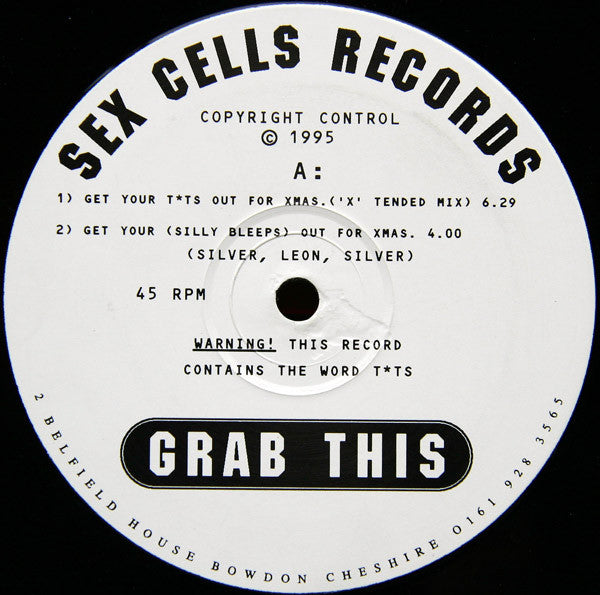 SEX CELLS RECORDS
COPYRIGHT CONTROL
© 1995
A:
1) GET YOUR T*TS OUT FOR XMAS.('X' TENDED MIX) 6.29
2) GET YOUR (SILLY BLEEPS) OUT FOR XMAS. 4.00
(SILVER, LEON, SILVER)
45 RPM
WARNING! THIS RECORD
CONTAINS THE WORD T*TS
GRAB THIS
2 BELFIELD HOUSE BOWDON CHESHIRE 0161 928 3565